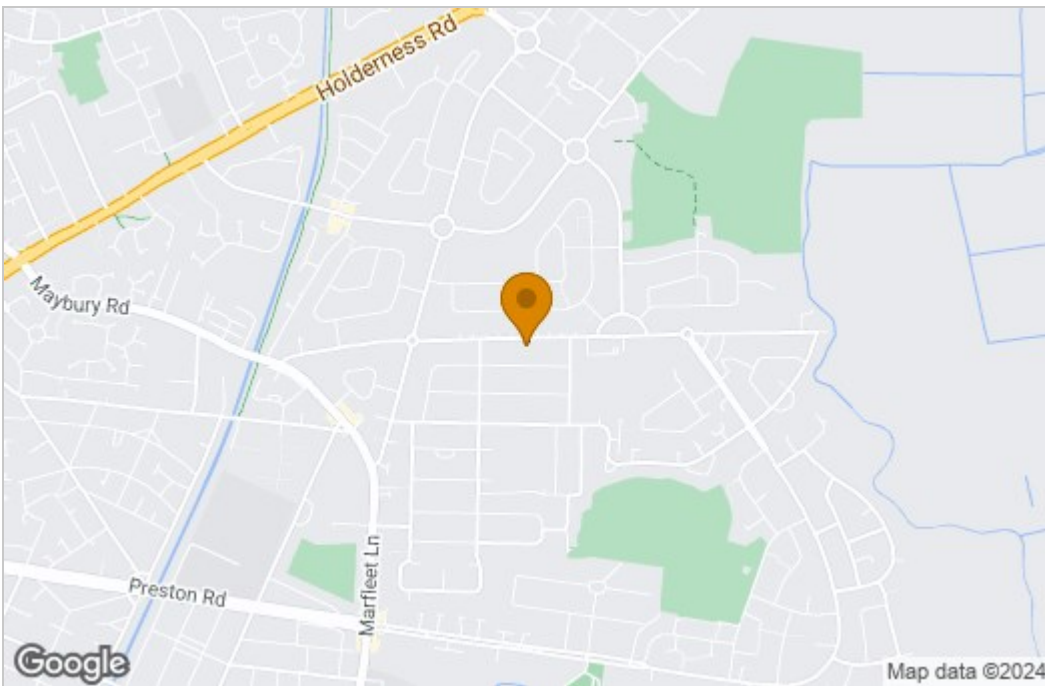 Holderness Rd
Maybury Rd
Marfleet Ln
Preston Rd
Google
Map data ©2024